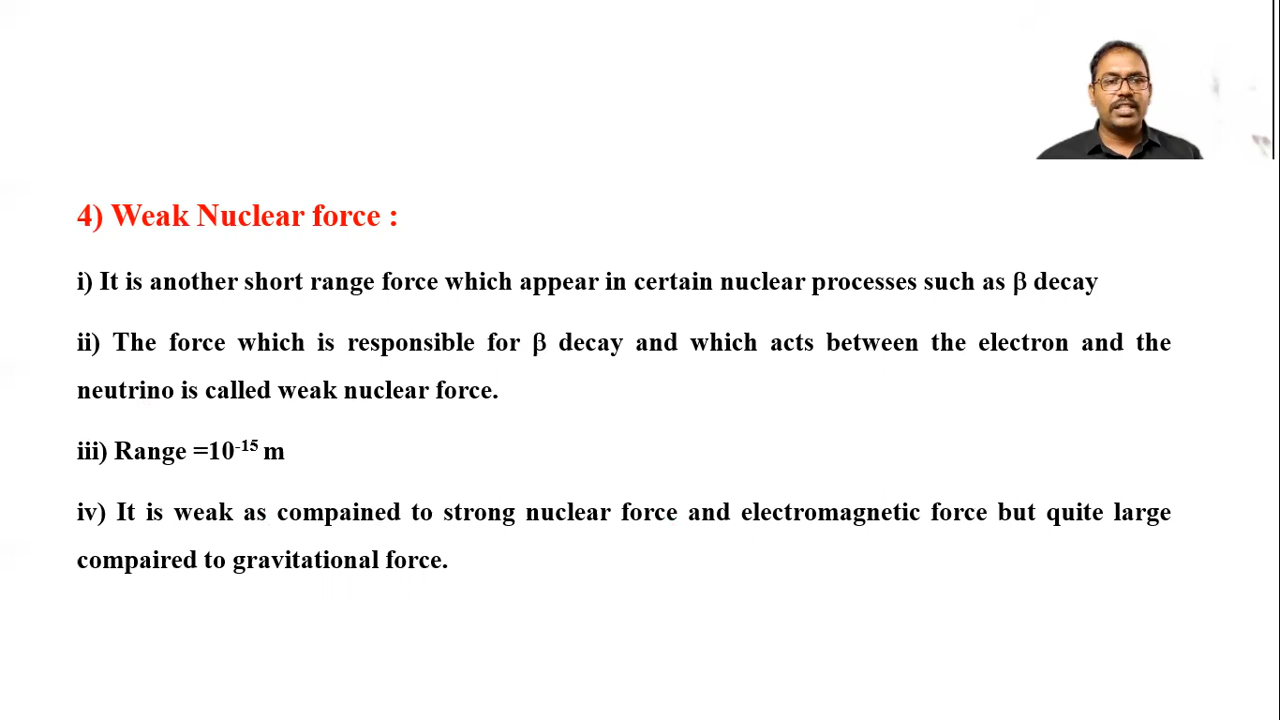 4) Weak Nuclear force :
i) It is another short range force which appear in certain nuclear processes such as β decay
ii) The force which is responsible for β decay and which acts between the electron and the
neutrino is called weak nuclear force.
iii) Range =10⁻¹⁵ m
iv) It is weak as compained to strong nuclear force and electromagnetic force but quite large
compaired to gravitational force.